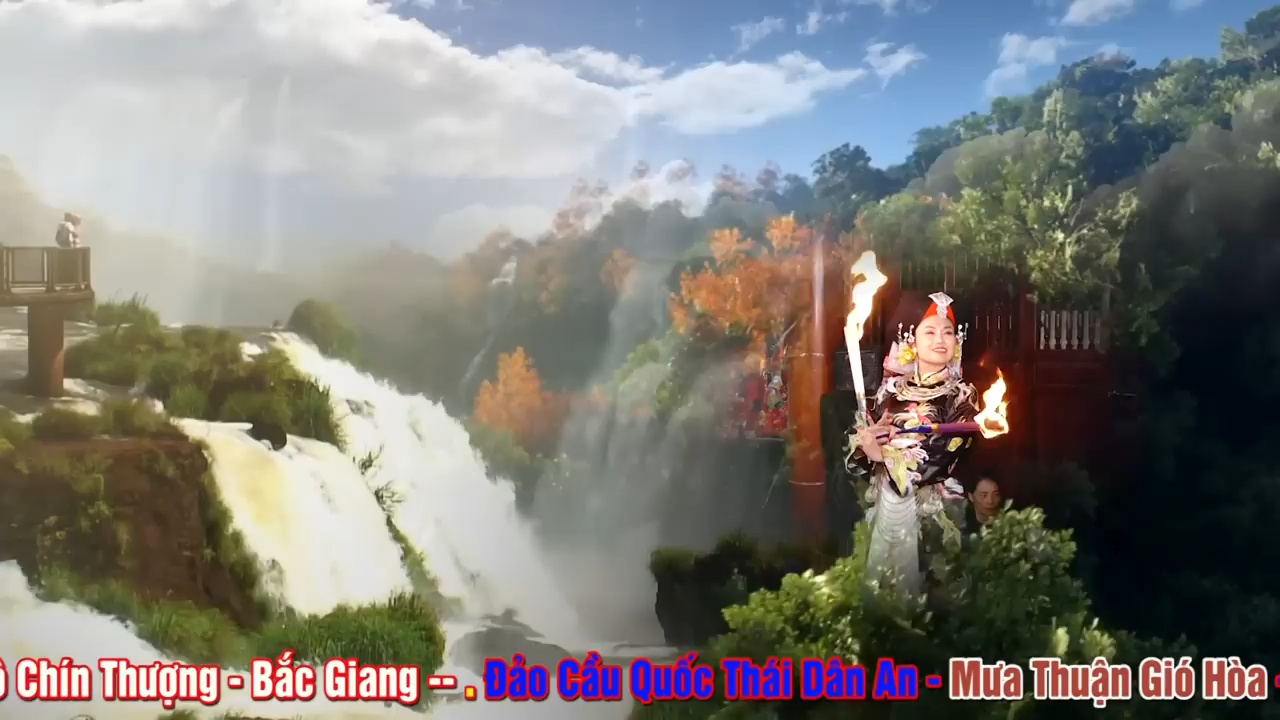 Chín Thượng - Bắc Giang -- . Đảo Cầu Quốc Thái Dân An - Mưa Thuận Gió Hòa -